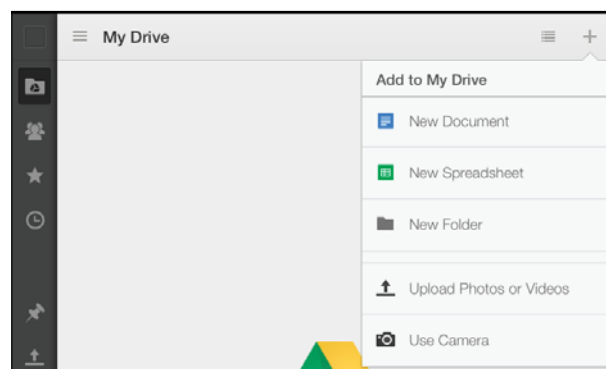 My Drive
Add to My Drive
New Document
New Spreadsheet
New Folder
Upload Photos or Videos
Use Camera